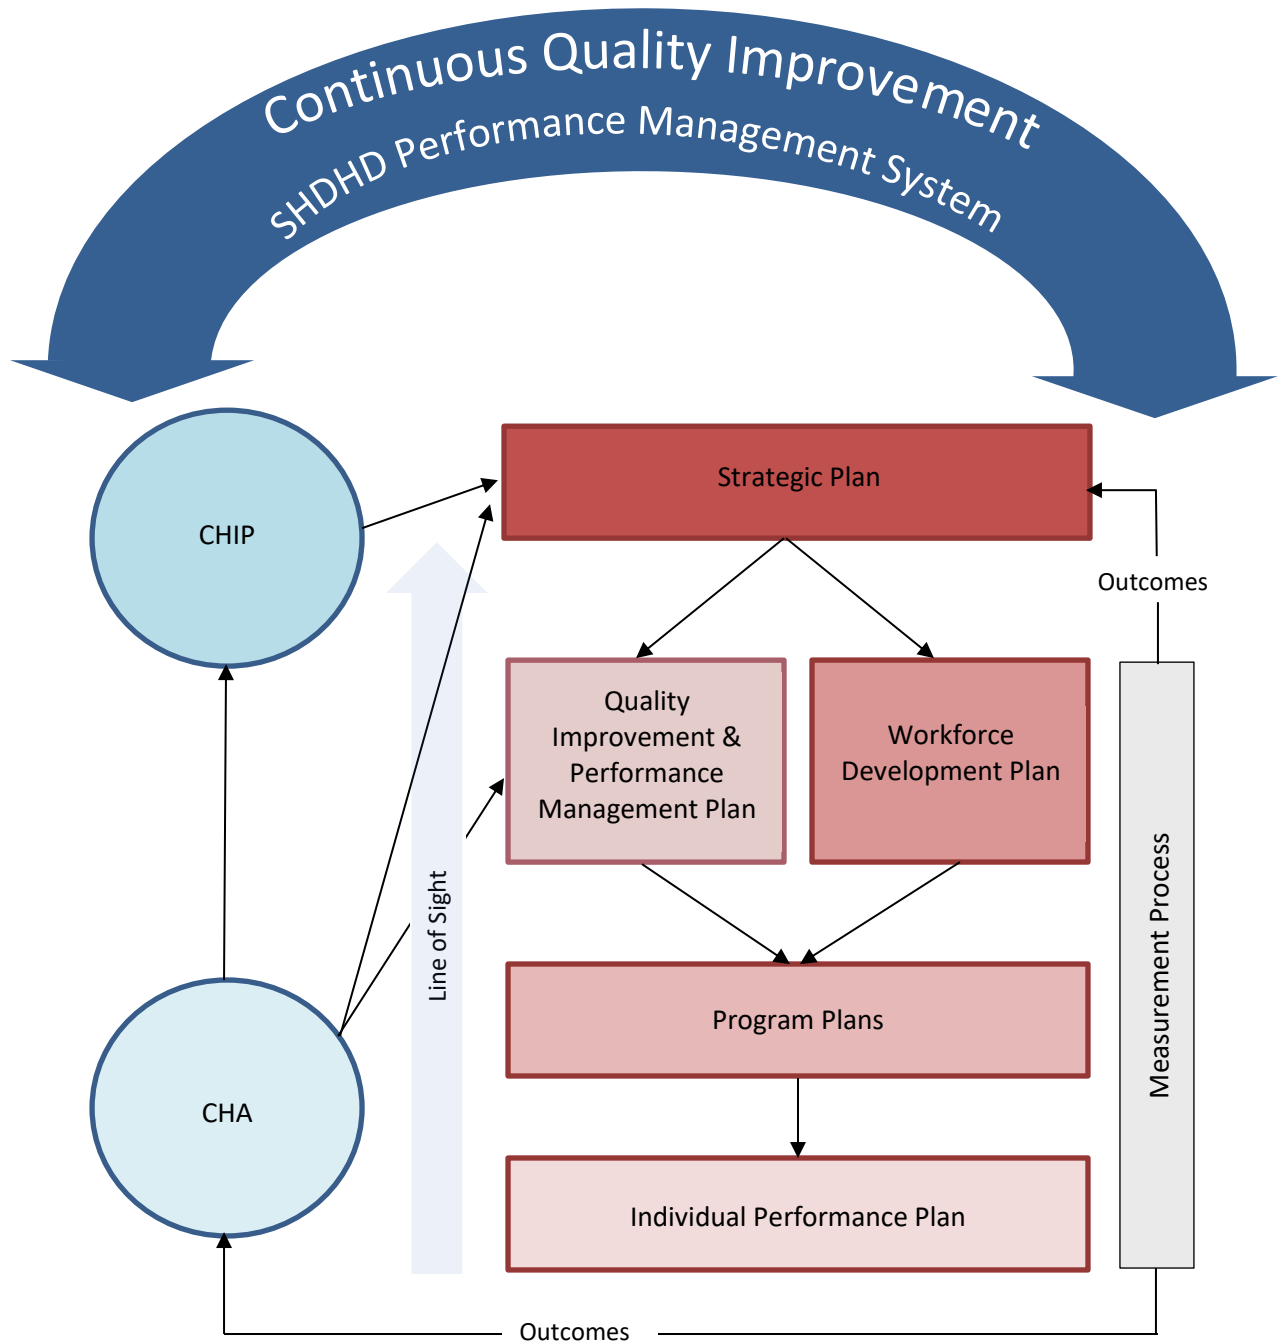 Continuous Quality Improvement
SHDHD Performance Management System
CHIP
Strategic Plan
Outcomes
Quality
Improvement &
Performance
Management Plan
Workforce
Development Plan
Line of Sight
Measurement Process
Program Plans
CHA
Individual Performance Plan
Outcomes